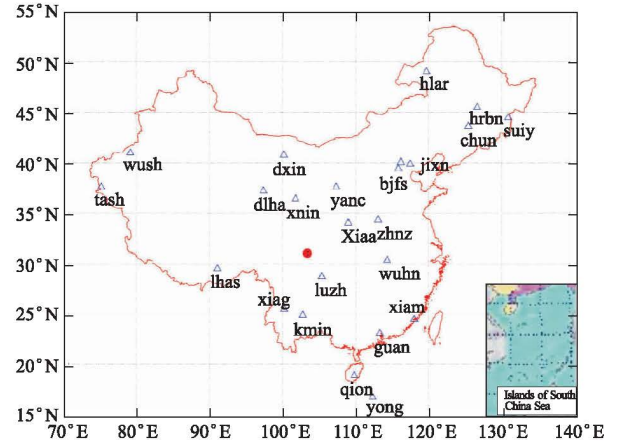 55°N
50°N
hlar
45°N
hrbn
suiy
chun
40°N
wush
dxin
jixn
bjfs
tash
dlha
xnin
yanc
35°N
Xiaa
zhnz
30°N
lhas
wuhn
luzh
xiag
xiam
25°N
kmin
guan
20°N
qion
yong
Islands of South
China Sea
15°N
70°E
80°E
90°E
100°E
110°E
120°E
130°E
140°E